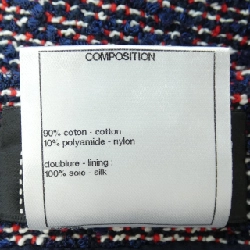 COMPOSITION
90% coton - cotton
10% polyamide - nylon
doublure - lining :
100% soie - silk